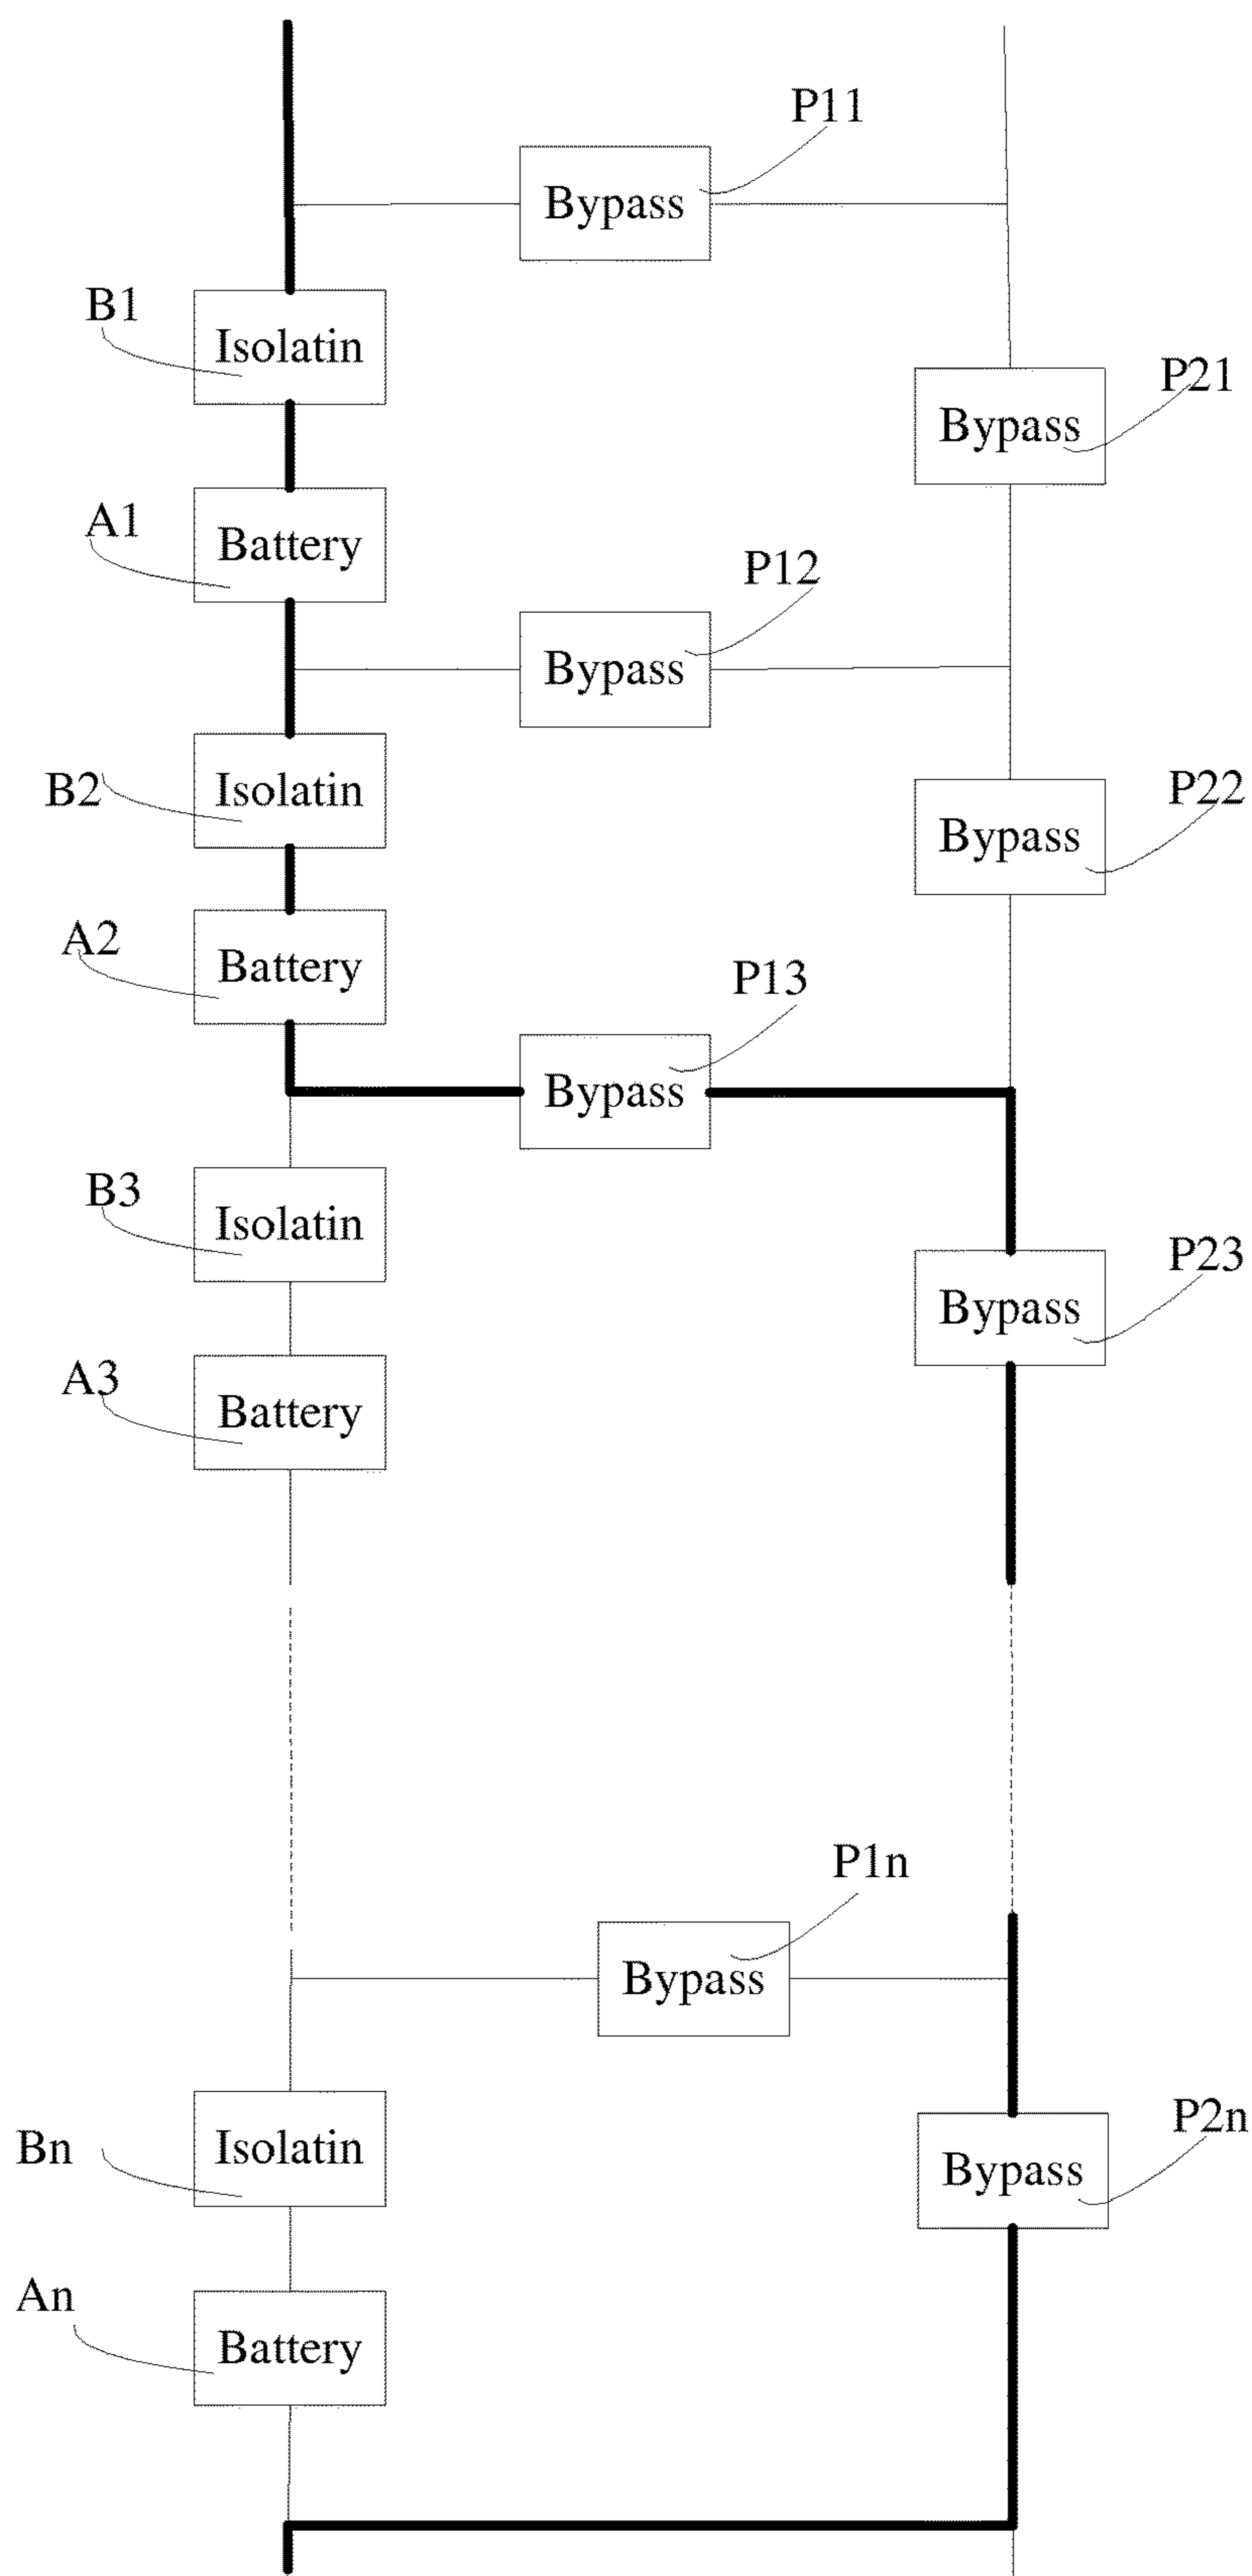 P11
Bypass
B1
Isolatin
P21
Bypass
A1
Battery
P12
Bypass
B2
Isolatin
P22
Bypass
A2
Battery
P13
Bypass
B3
Isolatin
P23
Bypass
A3
Battery
P1n
Bypass
Bn
Isolatin
P2n
Bypass
An
Battery